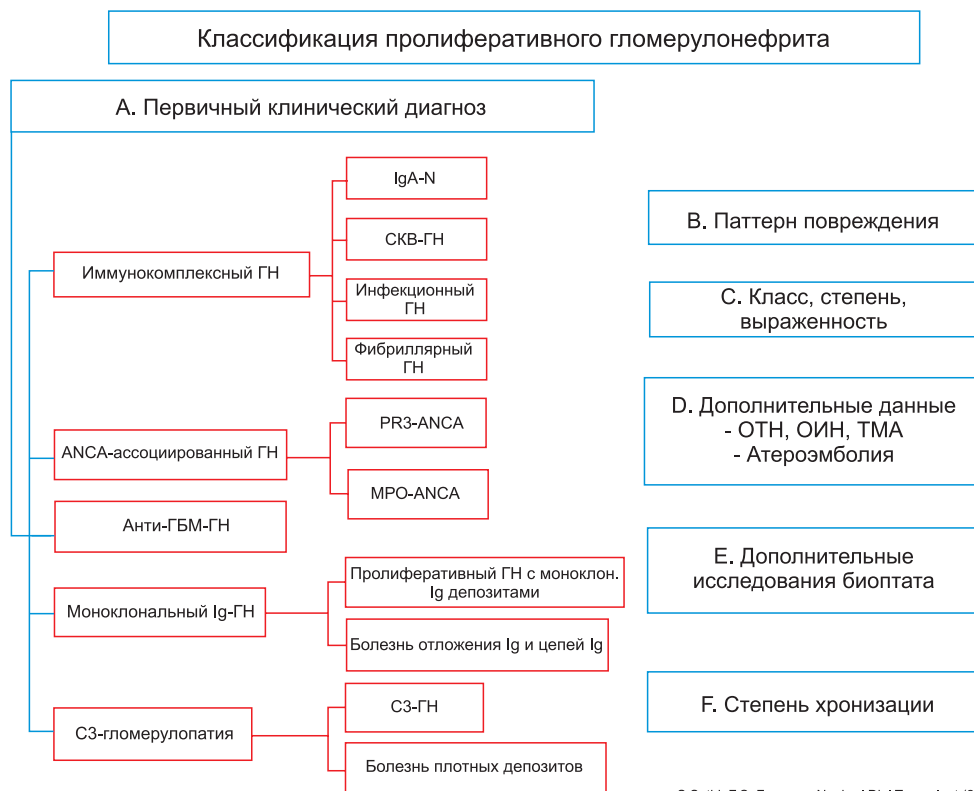 Классификация пролиферативного гломерулонефрита
А. Первичный клинический диагноз
IgA-N
СКВ-ГН
Иммунокомплексный ГН
Инфекционный
ГН
Фибриллярный
ГН
PR3-ANCA
ANCA-ассоциированный ГН
MPO-ANCA
Анти-ГБМ-ГН
Пролиферативный ГН с моноклон.
Ig депозитами
Моноклональный Ig-ГН
Болезнь отложения Ig и цепей Ig
С3-ГН
С3-гломерулопатия
Болезнь плотных депозитов
В. Паттерн повреждения
С. Класс, степень,
выраженность
D. Дополнительные данные
- ОТН, ОИН, ТМА
- Атероэмболия
Е. Дополнительные
исследования биоптата
F. Степень хронизации